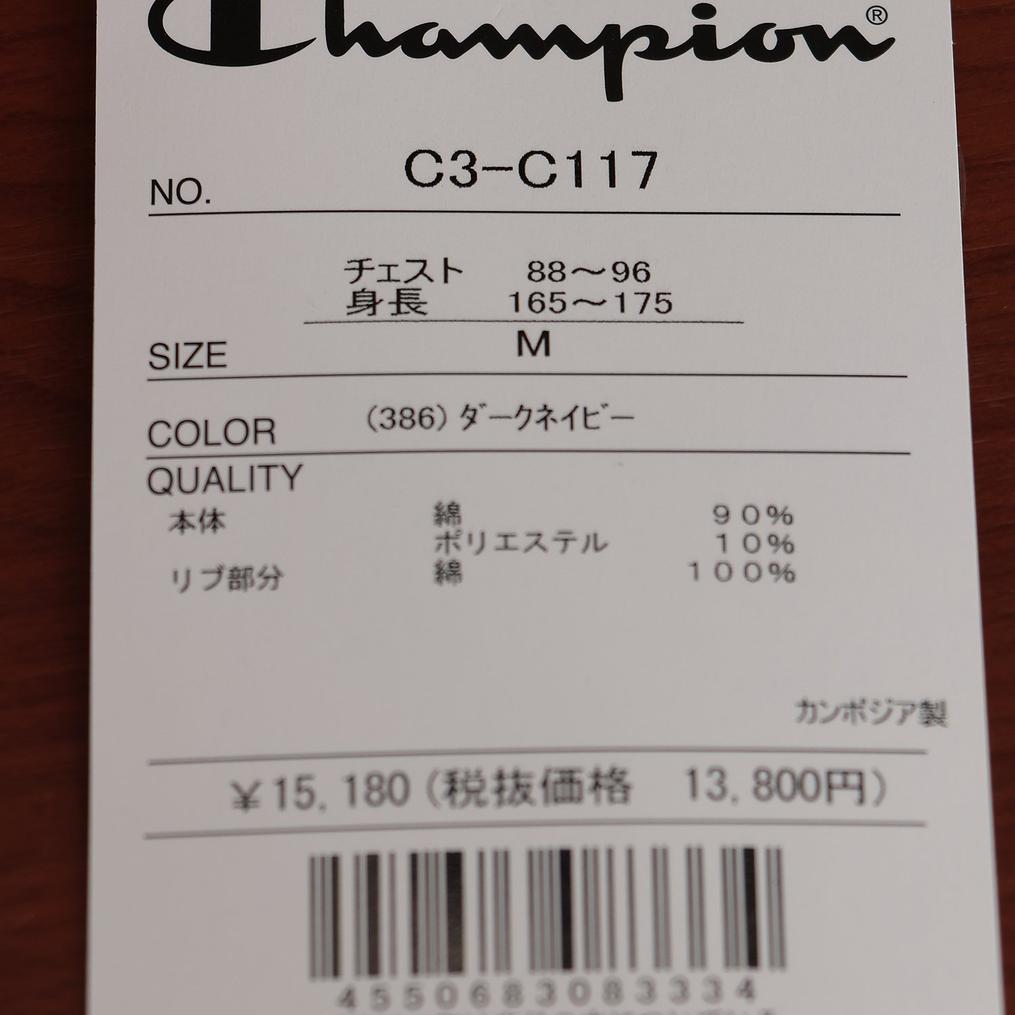 Champion®
NO. C3-C117
チェスト 88～96
身長 165～175
SIZE M
COLOR (386) ダークネイビー
QUALITY
本体 綿 90%
ポリエステル 10%
リブ部分 綿 100%
カンボジア製
¥15,180(税抜価格 13,800円)
4550683083334